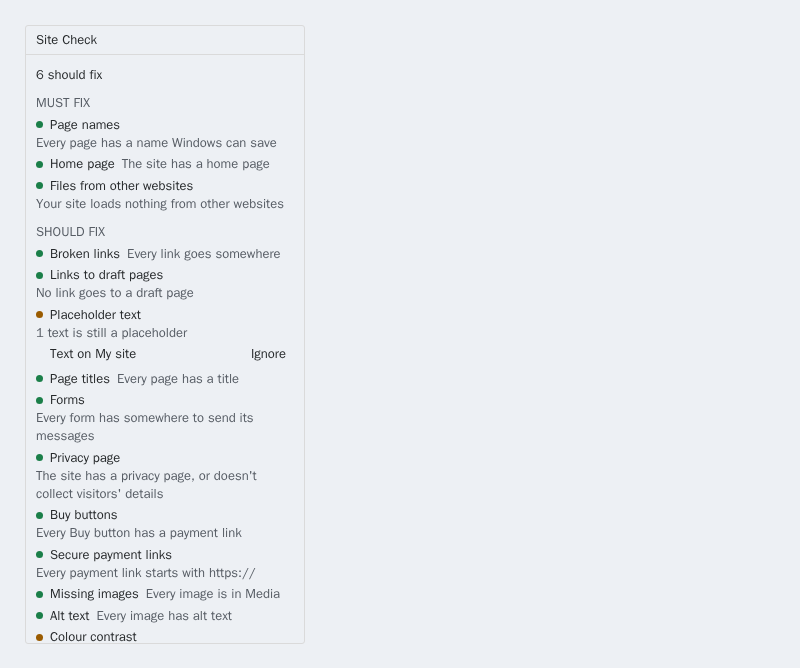 Site Check
6 should fix
MUST FIX
Page names
Every page has a name Windows can save
Home page The site has a home page
Files from other websites
Your site loads nothing from other websites
SHOULD FIX
Broken links Every link goes somewhere
Links to draft pages
No link goes to a draft page
Placeholder text
1 text is still a placeholder
Text on My site Ignore
Page titles Every page has a title
Forms
Every form has somewhere to send its
messages
Privacy page
The site has a privacy page, or doesn't
collect visitors' details
Buy buttons
Every Buy button has a payment link
Secure payment links
Every payment link starts with https://
Missing images Every image is in Media
Alt text Every image has alt text
Colour contrast